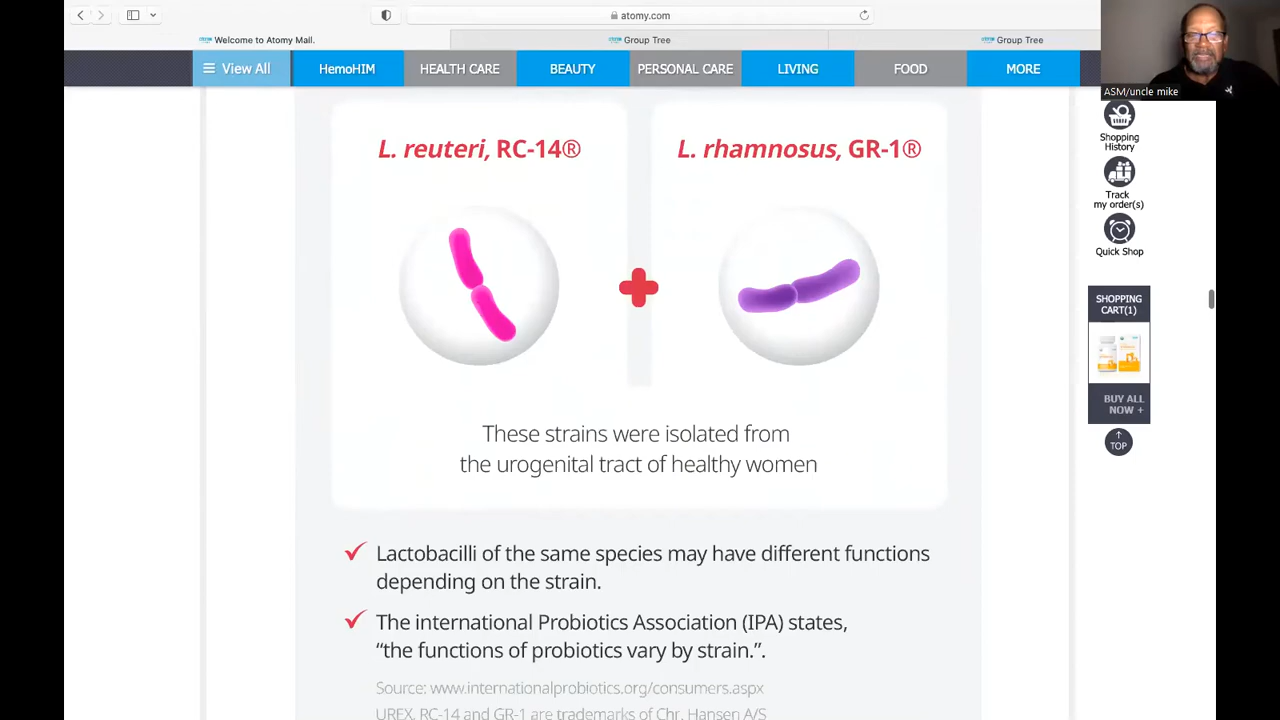 atomy.com
Welcome to Atomy Mall.
Group Tree
Group Tree
View All
HemoHIM
HEALTH CARE
BEAUTY
PERSONAL CARE
LIVING
FOOD
MORE
ASM/uncle mike
L. reuteri, RC-14®
L. rhamnosus, GR-1®
These strains were isolated from
the urogenital tract of healthy women
Lactobacilli of the same species may have different functions
depending on the strain.
The international Probiotics Association (IPA) states,
“the functions of probiotics vary by strain.”.
Source: www.internationalprobiotics.org/consumers.aspx
UREX, RC-14 and GR-1 are trademarks of Chr. Hansen A/S
Shopping
History
Track
my order(s)
Quick Shop
SHOPPING
CART(1)
BUY ALL
NOW +
TOP